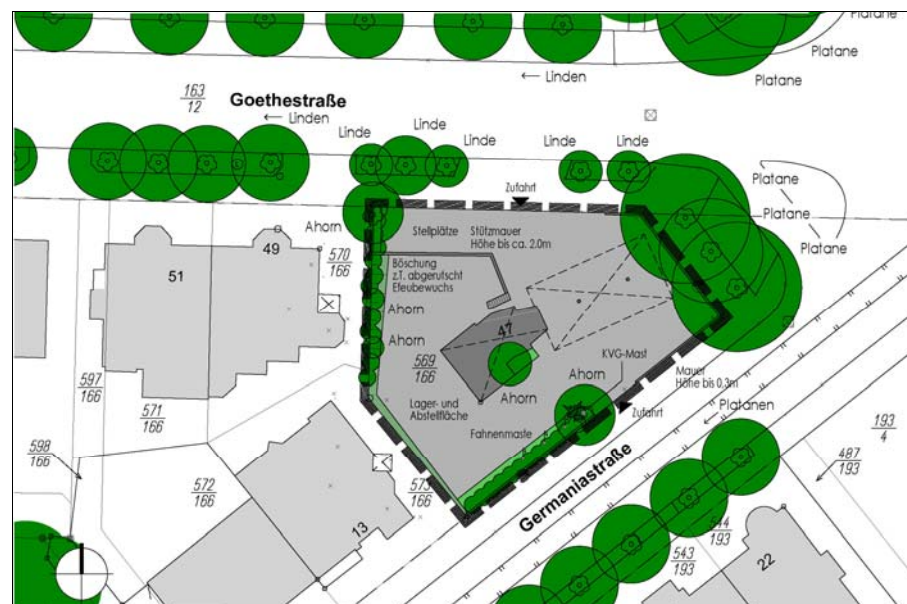 Platane
Platane
Platane
← Linden
163
12
Goethestraße
← Linden
Linde
Linde
Linde
Linde
Linde
Zufahrt
Platane
Platane
Platane
Ahorn
570
166
Stellplätze
Stützmauer
Höhe bis ca. 2.0m
49
51
Böschung
z.T. abgerutscht
Efeubewuchs
Ahorn
Ahorn
47
569
166
KVG-Mast
Mauer
Höhe bis 0.3m
Ahorn
Ahorn
Lager- und
Abstellfläche
Fahnenmaste
Zufahrt
← Platanen
597
166
571
166
598
166
572
166
573
166
13
Germaniastraße
193
4
487
193
544
193
543
193
22